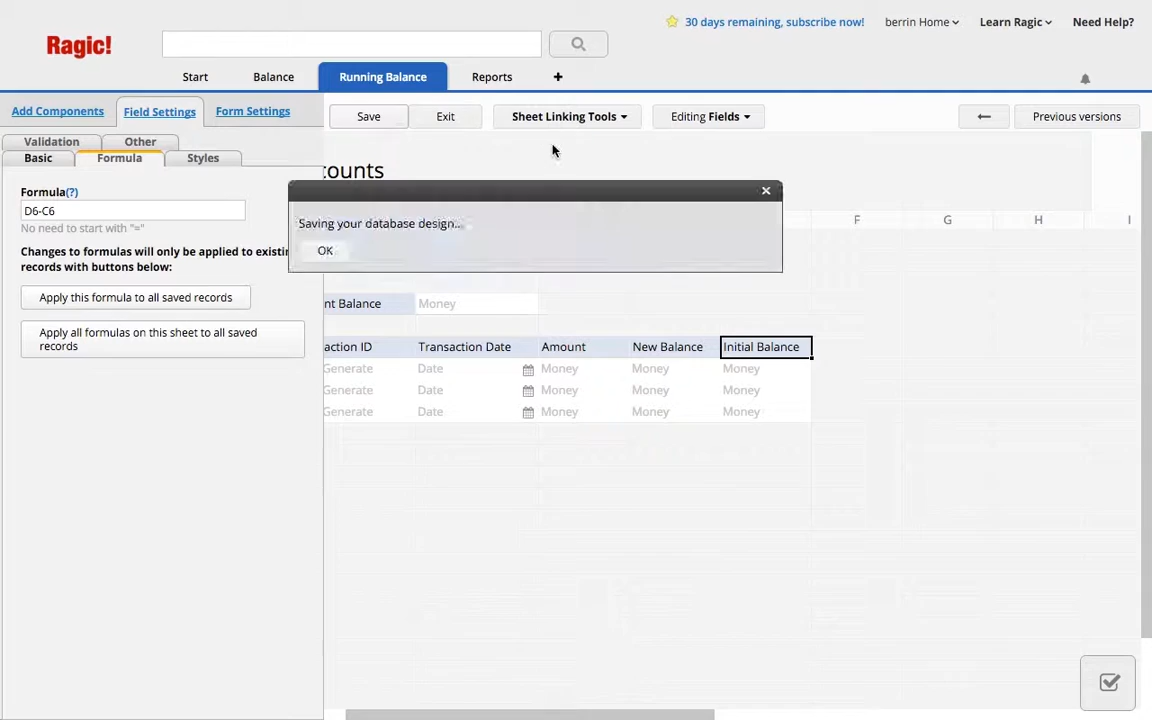 30 days remaining, subscribe now!
berrin Home
Learn Ragic
Need Help?
Ragic!
Start
Balance
Running Balance
Reports
+
Add Components
Field Settings
Form Settings
Save
Exit
Sheet Linking Tools
Editing Fields
←
Previous versions
Validation
Other
Basic
Formula
Styles
counts
Formula(?)
D6-C6
No need to start with "="
Changes to formulas will only be applied to existi
records with buttons below:
Apply this formula to all saved records
Apply all formulas on this sheet to all saved
records
Saving your database design...
OK
F
G
H
I
nt Balance
Money
action ID
Transaction Date
Amount
New Balance
Initial Balance
Generate
Date
Money
Money
Money
Generate
Date
Money
Money
Money
Generate
Date
Money
Money
Money